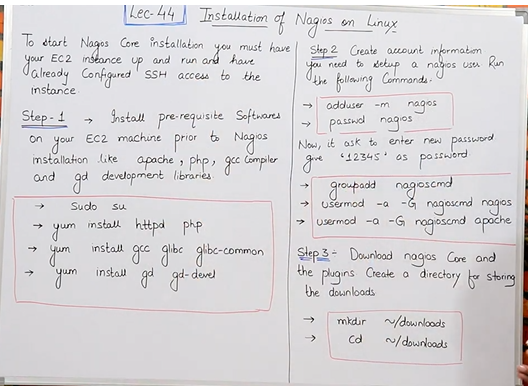 Lec-44 Installation of Nagios on Linux
To start Nagios Core installation you must have
your EC2 instance up and run and have
already Configured SSH access to the
instance
Step-1 → Install pre-requisite Softwares
on your EC2 machine prior to Nagios
installation like apache, php, gcc Compiler
and gd development libraries.
→ Sudo su
→ yum install httpd php
→ yum install gcc glibc glibc-common
→ yum install gd gd-devel
Step 2 Create account information
you need to setup a nagios user Run
the following Commands.
→ adduser -m nagios
→ passwd nagios
Now, it ask to enter new password
give '12345' as password
→ groupadd nagioscmd
→ usermod -a -G nagioscmd nagios
→ usermod -a -G nagioscmd apache
Step 3 - Download nagios Core and
the plugins Create a directory for storing
the downloads
→ mkdir ~/downloads
→ cd ~/downloads